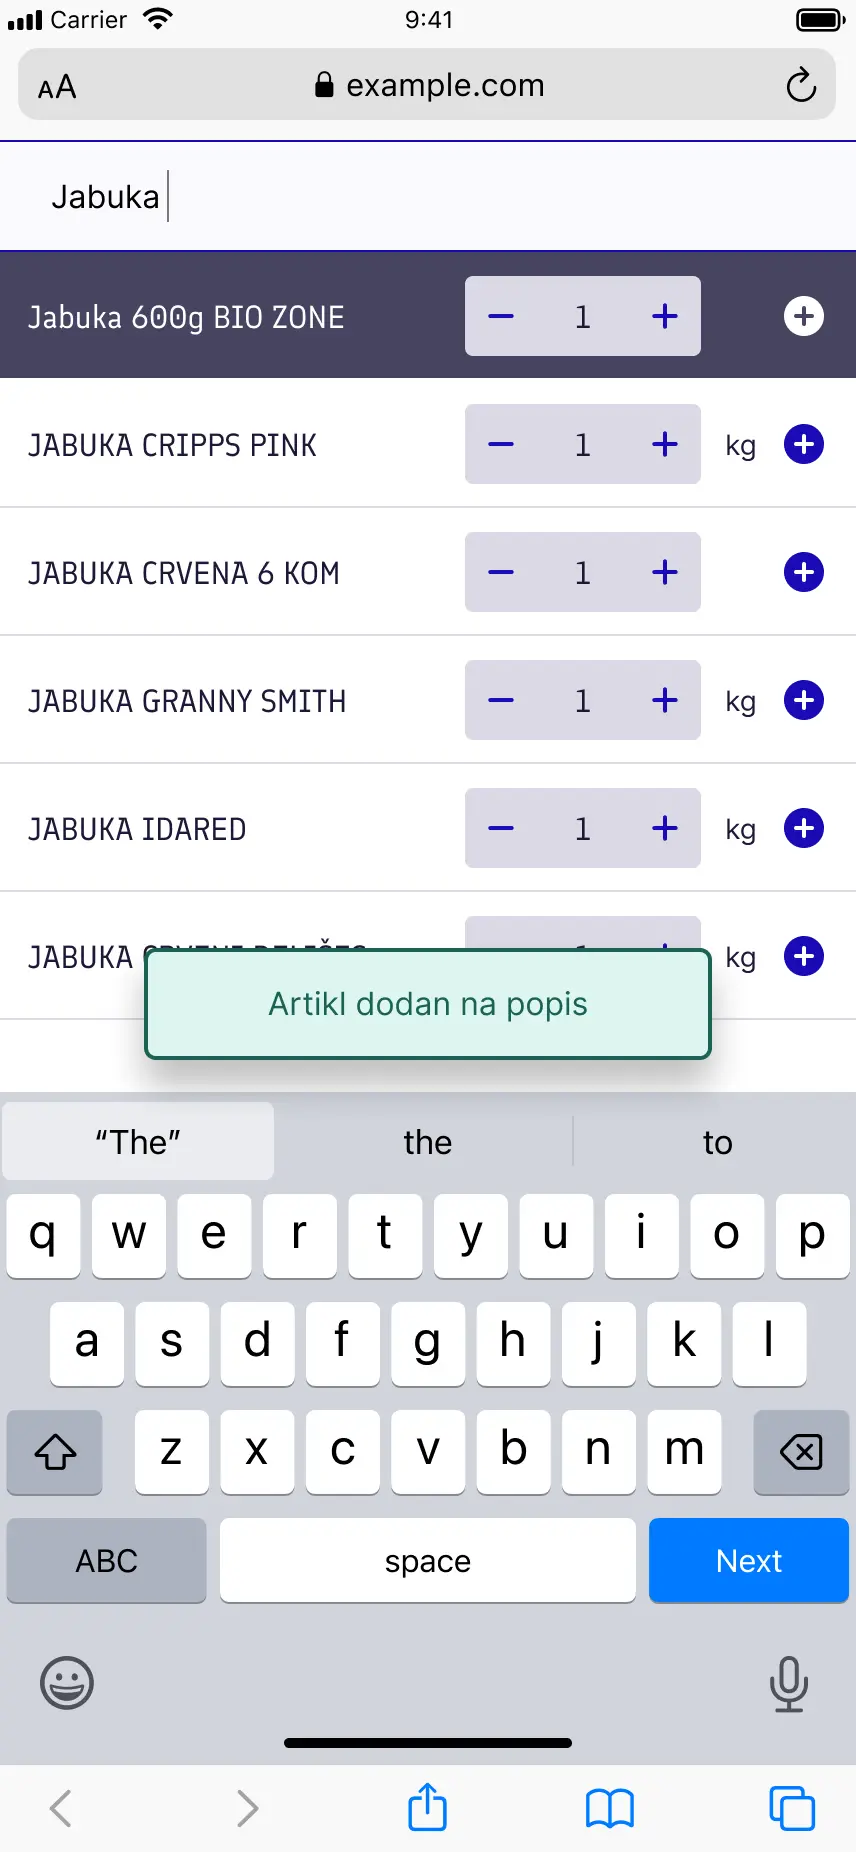 Carrier 9:41
AA example.com
Jabuka
Jabuka 600g BIO ZONE 1
JABUKA CRIPPS PINK 1 kg
JABUKA CRVENA 6 KOM 1
JABUKA GRANNY SMITH 1 kg
JABUKA IDARED 1 kg
JABUKA kg
Artikl dodan na popis
“The” the to
q w e r t y u i o p
a s d f g h j k l
z x c v b n m
ABC space Next